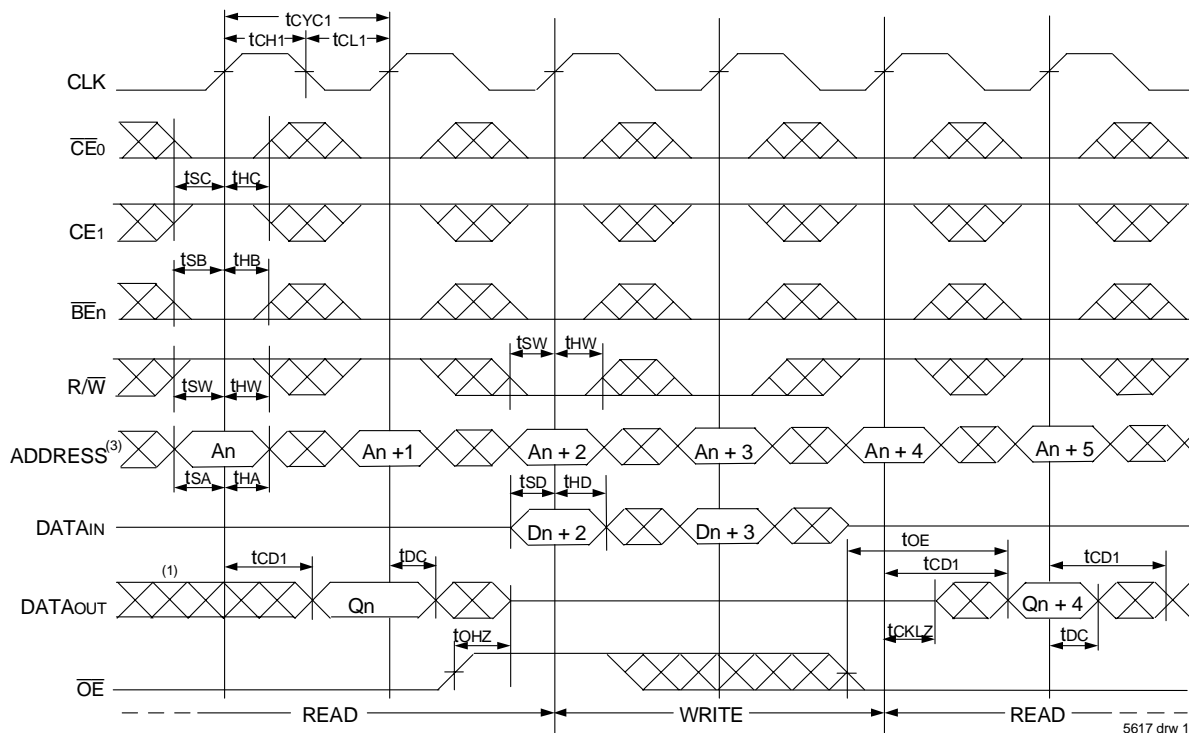 tCYC1
tCH1 tCL1
CLK
CE0
tSC tHC
CE1
tSB tHB
BEn
tSW tHW
R/W
tSW tHW
ADDRESS(3) An An +1 An + 2 An + 3 An + 4 An + 5
tSA tHA tSD tHD
DATAIN Dn + 2 Dn + 3
tOE
(1) tCD1 tDC tCD1 tCD1
DATAOUT Qn Qn + 4
tOHZ tCKLZ tDC
OE
READ WRITE READ
5617 drw 1